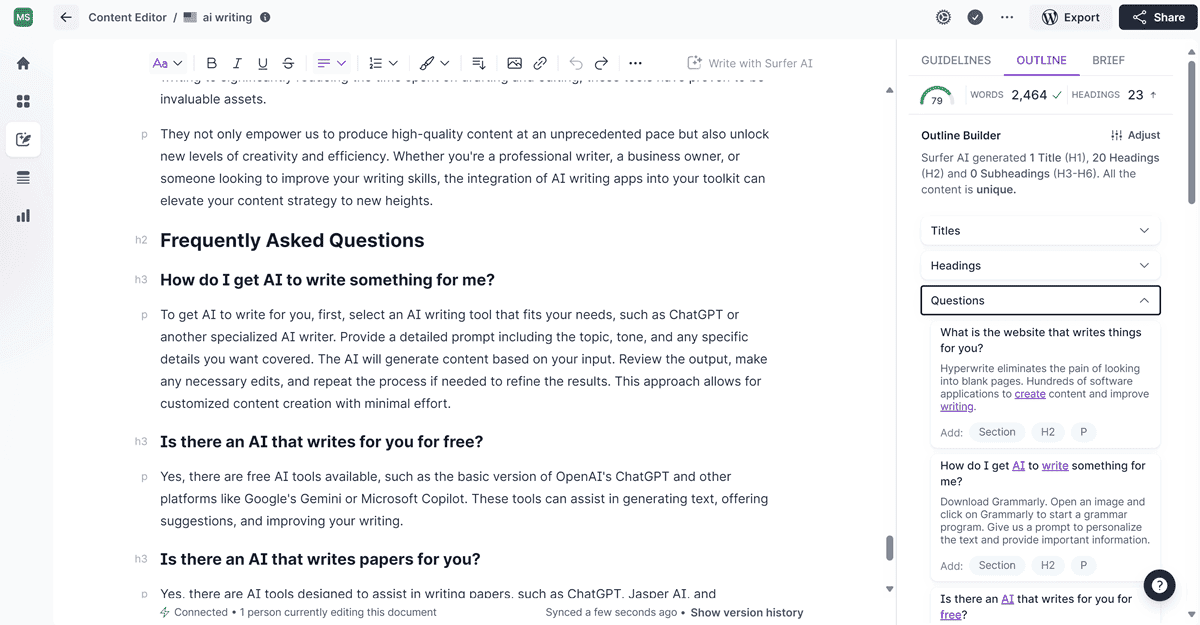 MS
Content Editor / ai writing
Export
Share
Aa
B I U S
Write with Surfer AI
invaluable assets.
p They not only empower us to produce high-quality content at an unprecedented pace but also unlock
new levels of creativity and efficiency. Whether you're a professional writer, a business owner, or
someone looking to improve your writing skills, the integration of AI writing apps into your toolkit can
elevate your content strategy to new heights.
h2 Frequently Asked Questions
h3 How do I get AI to write something for me?
p To get AI to write for you, first, select an AI writing tool that fits your needs, such as ChatGPT or
another specialized AI writer. Provide a detailed prompt including the topic, tone, and any specific
details you want covered. The AI will generate content based on your input. Review the output, make
any necessary edits, and repeat the process if needed to refine the results. This approach allows for
customized content creation with minimal effort.
h3 Is there an AI that writes for you for free?
p Yes, there are free AI tools available, such as the basic version of OpenAI's ChatGPT and other
platforms like Google's Gemini or Microsoft Copilot. These tools can assist in generating text, offering
suggestions, and improving your writing.
h3 Is there an AI that writes papers for you?
p Yes, there are AI tools designed to assist in writing papers, such as ChatGPT, Jasper AI, and
Connected • 1 person currently editing this document
Synced a few seconds ago • Show version history
GUIDELINES OUTLINE BRIEF
79 WORDS 2,464 HEADINGS 23
Outline Builder Adjust
Surfer AI generated 1 Title (H1), 20 Headings
(H2) and 0 Subheadings (H3-H6). All the
content is unique.
Titles
Headings
Questions
What is the website that writes things
for you?
Hyperwrite eliminates the pain of looking
into blank pages. Hundreds of software
applications to create content and improve
writing.
Add: Section H2 P
How do I get AI to write something for
me?
Download Grammarly. Open an image and
click on Grammarly to start a grammar
program. Give us a prompt to personalize
the text and provide important information.
Add: Section H2 P
Is there an AI that writes for you for
free?